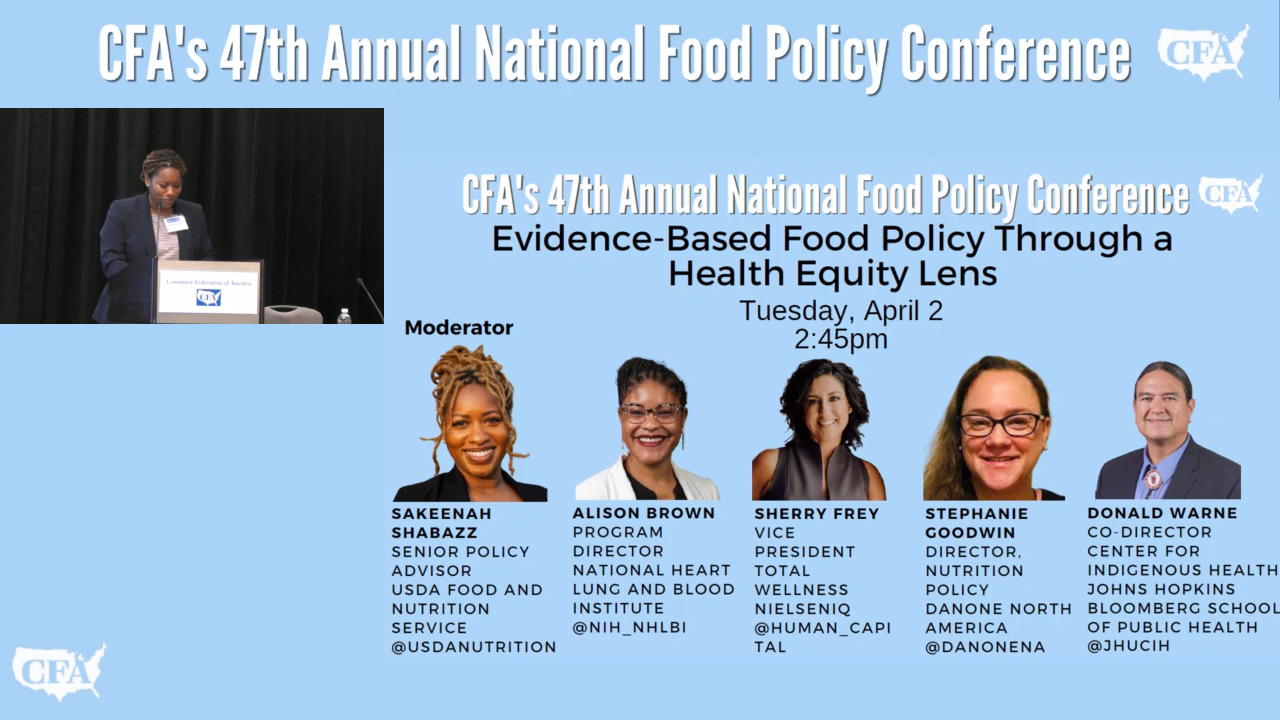 CFA's 47th Annual National Food Policy Conference
CFA
Consumer Federation of America
CFA
CFA's 47th Annual National Food Policy Conference
CFA
Evidence-Based Food Policy Through a
Health Equity Lens
Tuesday, April 2
2:45pm
Moderator
SAKEENAH
SHABAZZ
SENIOR POLICY
ADVISOR
USDA FOOD AND
NUTRITION
SERVICE
@USDANUTRITION
ALISON BROWN
PROGRAM
DIRECTOR
NATIONAL HEART
LUNG AND BLOOD
INSTITUTE
@NIH_NHLBI
SHERRY FREY
VICE
PRESIDENT
TOTAL
WELLNESS
NIELSENIQ
@HUMAN_CAPI
TAL
STEPHANIE
GOODWIN
DIRECTOR,
NUTRITION
POLICY
DANONE NORTH
AMERICA
@DANONENA
DONALD WARNE
CO-DIRECTOR
CENTER FOR
INDIGENOUS HEALTH
JOHNS HOPKINS
BLOOMBERG SCHOOL
OF PUBLIC HEALTH
@JHUCIH
CFA